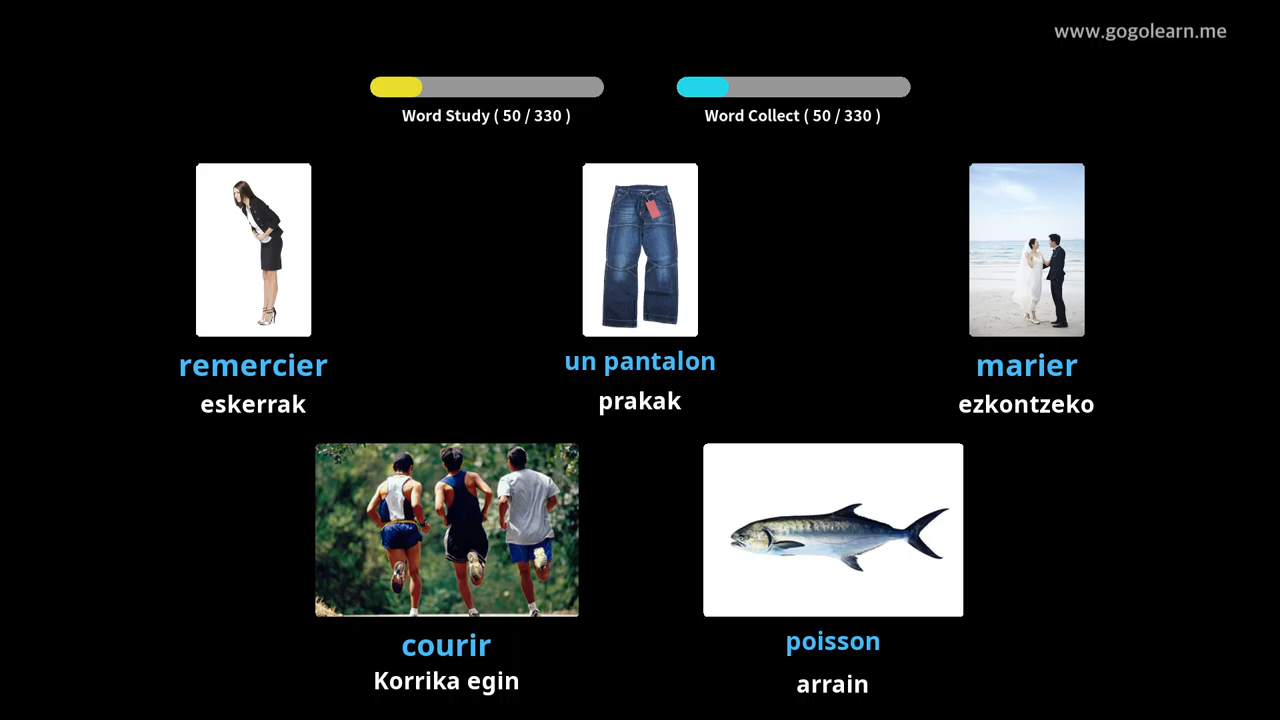 www.gogolearn.me
Word Study ( 50 / 330 )
Word Collect ( 50 / 330 )
remercier
eskerrak
un pantalon
prakak
marier
ezkontzeko
courir
Korrika egin
poisson
arrain